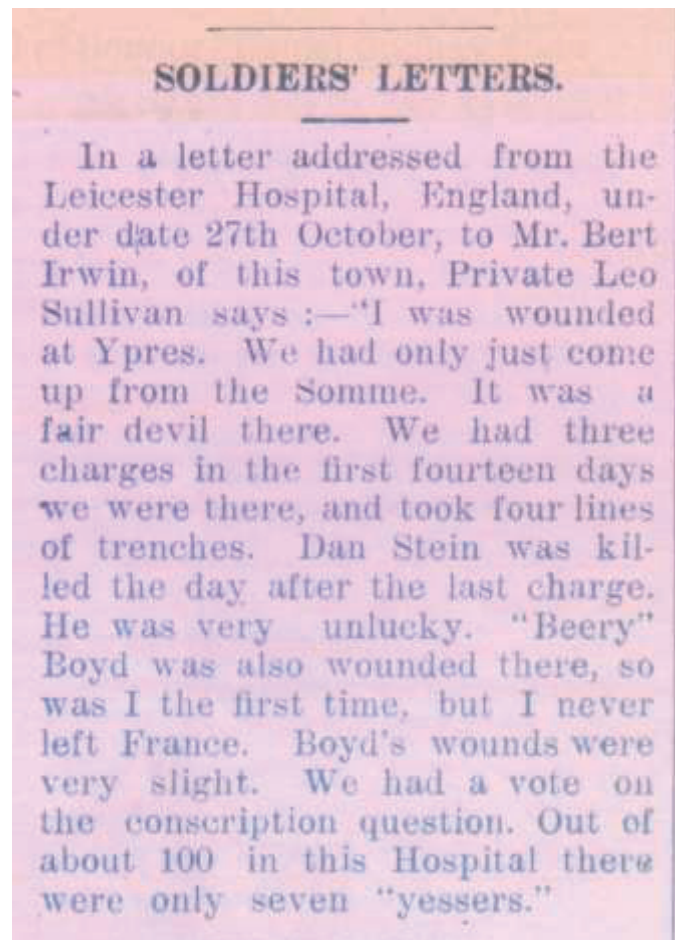 SOLDIERS' LETTERS.
In a letter addressed from the
Leicester Hospital, England, un-
der date 27th October, to Mr. Bert
Irwin, of this town, Private Leo
Sullivan says :—"I was wounded
at Ypres. We had only just come
up from the Somme. It was a
fair devil there. We had three
charges in the first fourteen days
we were there, and took four lines
of trenches. Dan Stein was kil-
led the day after the last charge.
He was very unlucky. "Beery"
Boyd was also wounded there, so
was I the first time, but I never
left France. Boyd's wounds were
very slight. We had a vote on
the conscription question. Out of
about 100 in this Hospital there
were only seven "yessers."